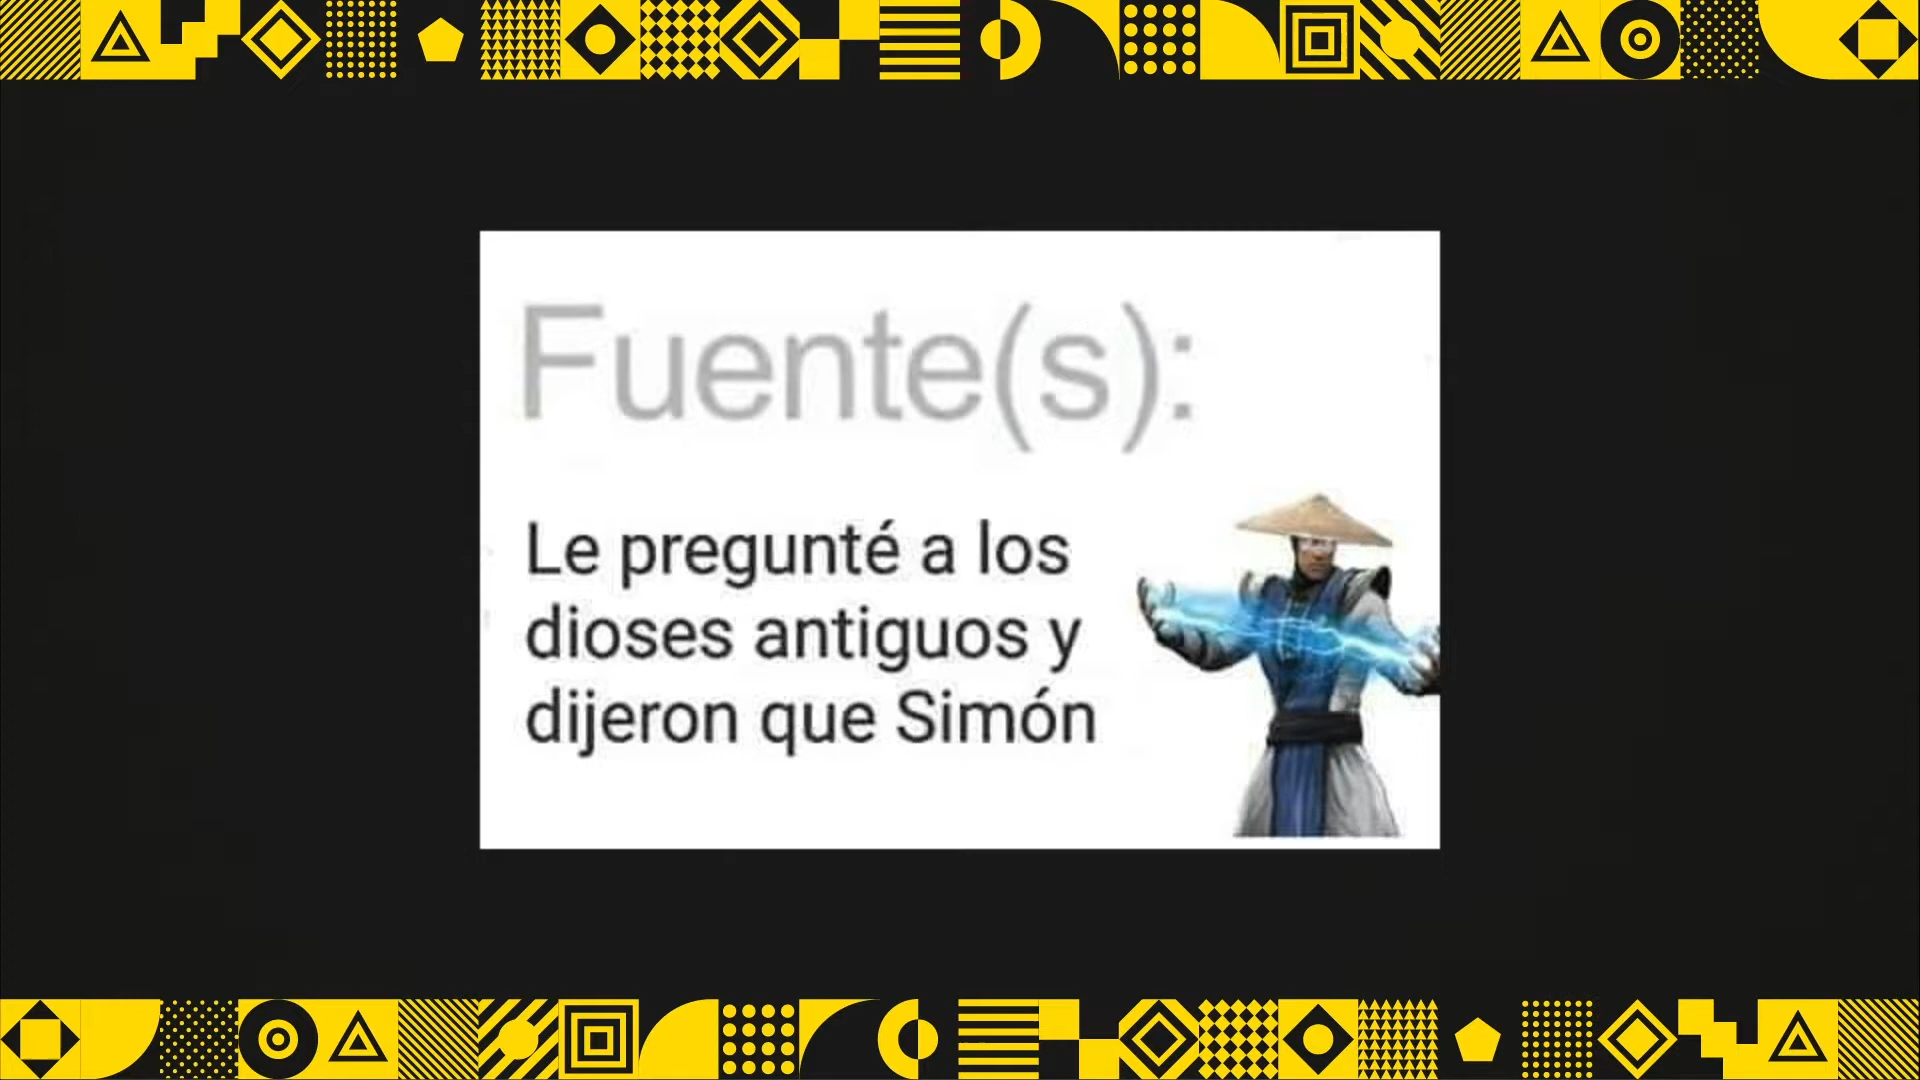 Fuente(s):
Le pregunté a los
dioses antiguos y
dijeron que Simón